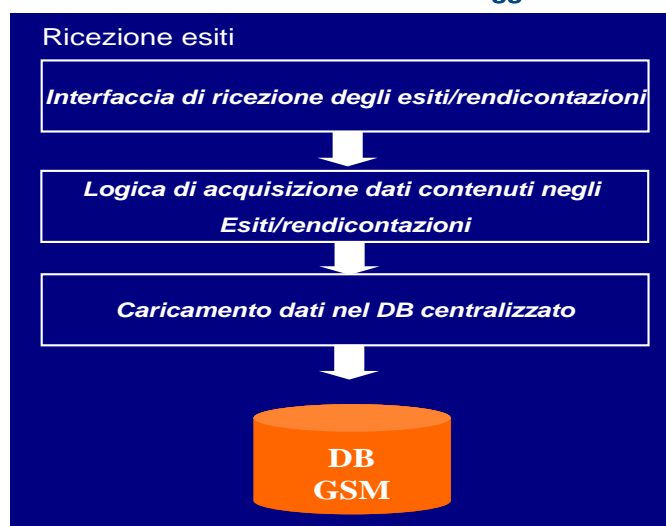 Ricezione esiti
Interfaccia di ricezione degli esiti/rendicontazioni
Logica di acquisizione dati contenuti negli
Esiti/rendicontazioni
Caricamento dati nel DB centralizzato
DB
GSM